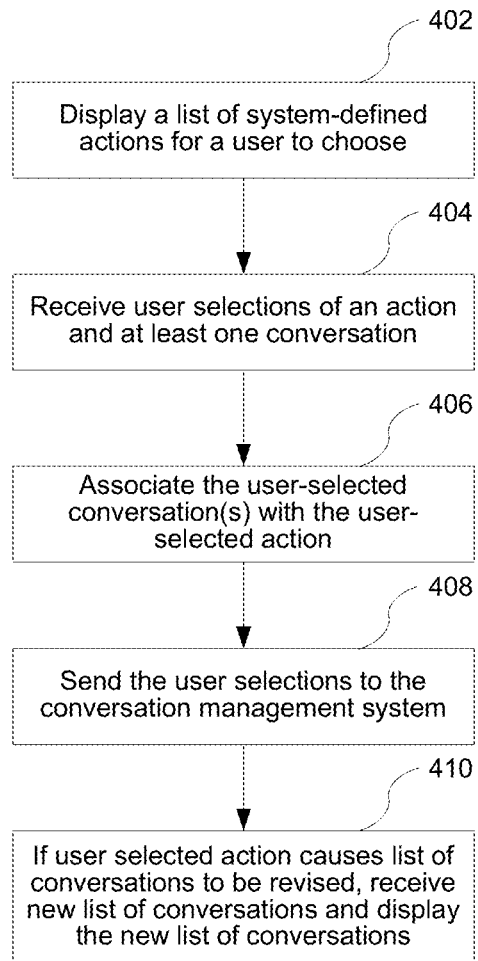 402
Display a list of system-defined
actions for a user to choose
404
Receive user selections of an action
and at least one conversation
406
Associate the user-selected
conversation(s) with the user-
selected action
408
Send the user selections to the
conversation management system
410
If user selected action causes list of
conversations to be revised, receive
new list of conversations and display
the new list of conversations